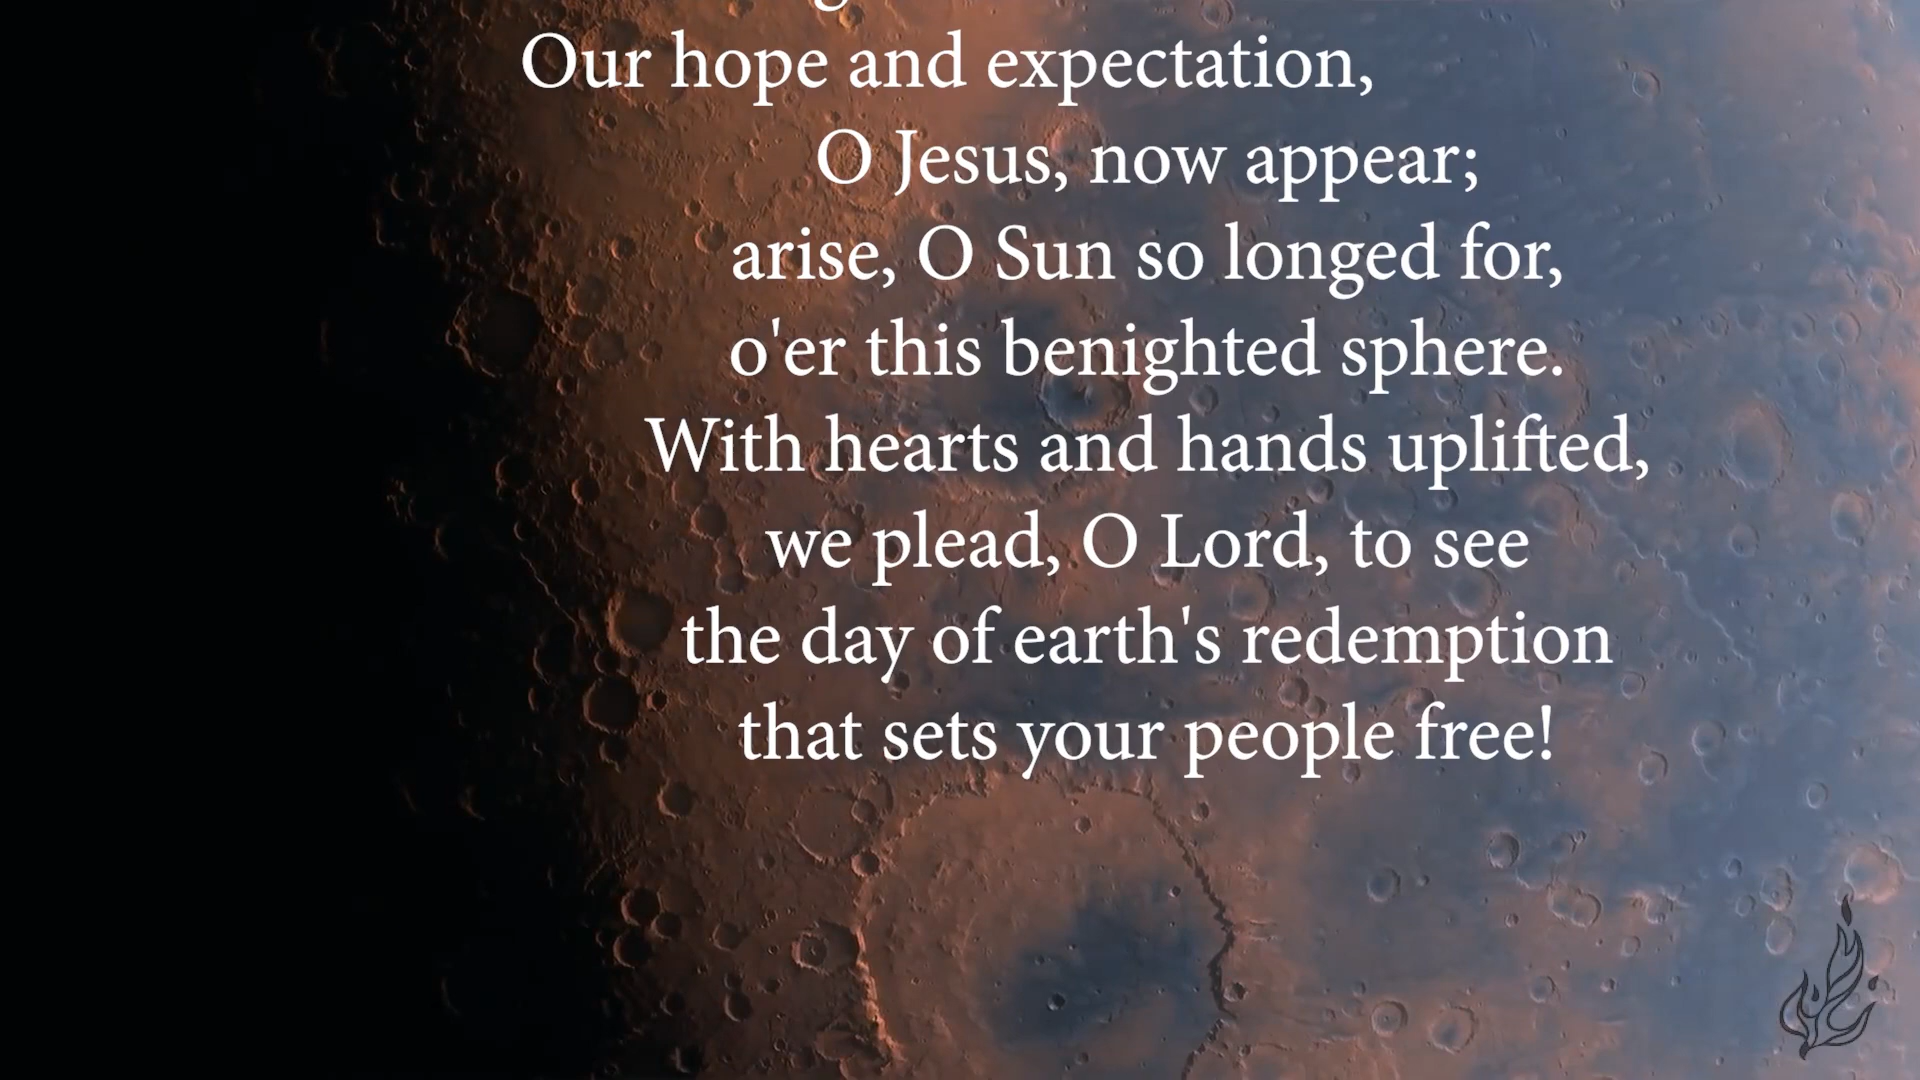 Our hope and expectation,
O Jesus, now appear;
arise, O Sun so longed for,
o'er this benighted sphere.
With hearts and hands uplifted,
we plead, O Lord, to see
the day of earth's redemption
that sets your people free!